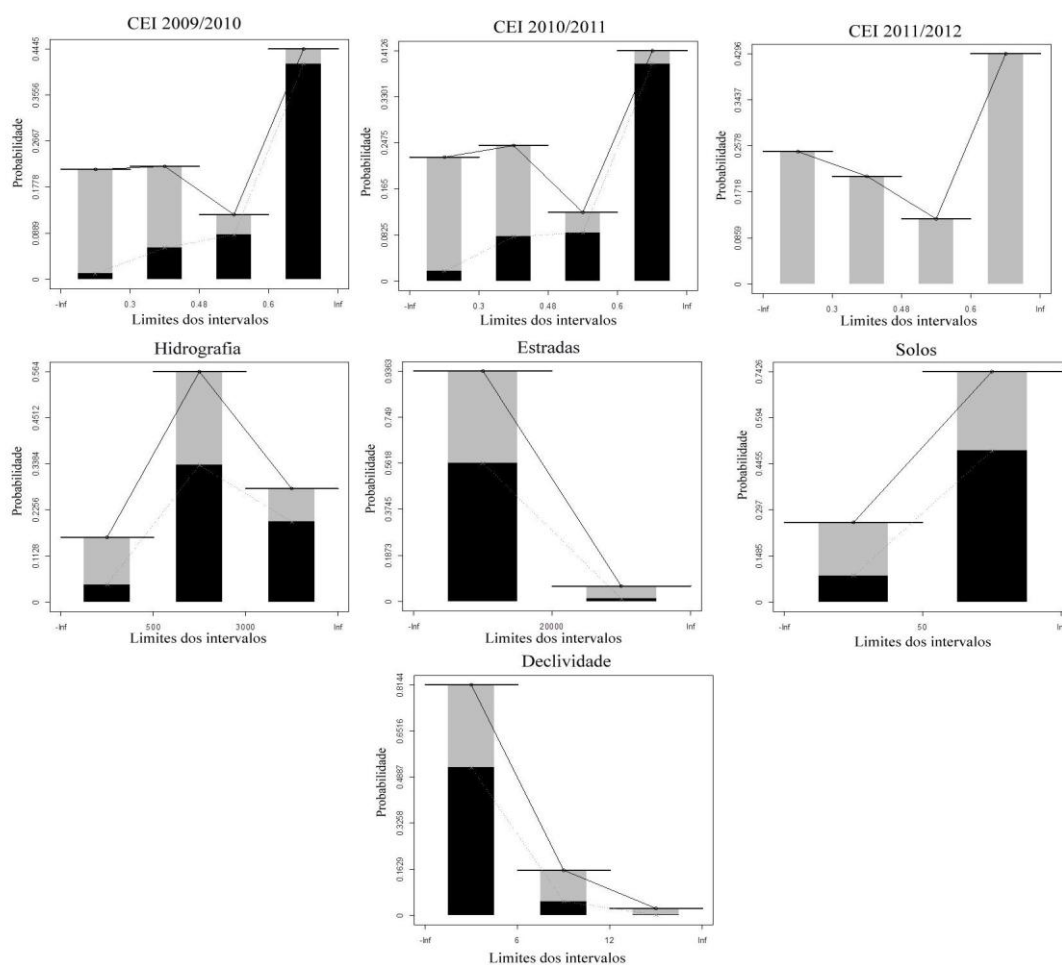 CEI 2009/2010
Probabilidade
0.4445
0.3556
0.2667
0.1778
0.0889
0
-Inf 0.3 0.48 0.6 Inf
Limites dos intervalos
CEI 2010/2011
Probabilidade
0.4126
0.3301
0.2475
0.165
0.0825
0
-Inf 0.3 0.48 0.6 Inf
Limites dos intervalos
CEI 2011/2012
Probabilidade
0.4296
0.3437
0.2578
0.1718
0.0859
0
-Inf 0.3 0.48 0.6 Inf
Limites dos intervalos
Hidrografia
Probabilidade
0.564
0.4512
0.3384
0.2256
0.1128
0
-Inf 500 3000 Inf
Limites dos intervalos
Estradas
Probabilidade
0.9363
0.749
0.5618
0.3745
0.1873
0
-Inf 20000 Inf
Limites dos intervalos
Solos
Probabilidade
0.7426
0.594
0.4455
0.297
0.1485
0
-Inf 50
Limites dos intervalos
Declividade
Probabilidade
0.8144
0.6516
0.4887
0.3258
0.1629
0
-Inf 6 12 Inf
Limites dos intervalos